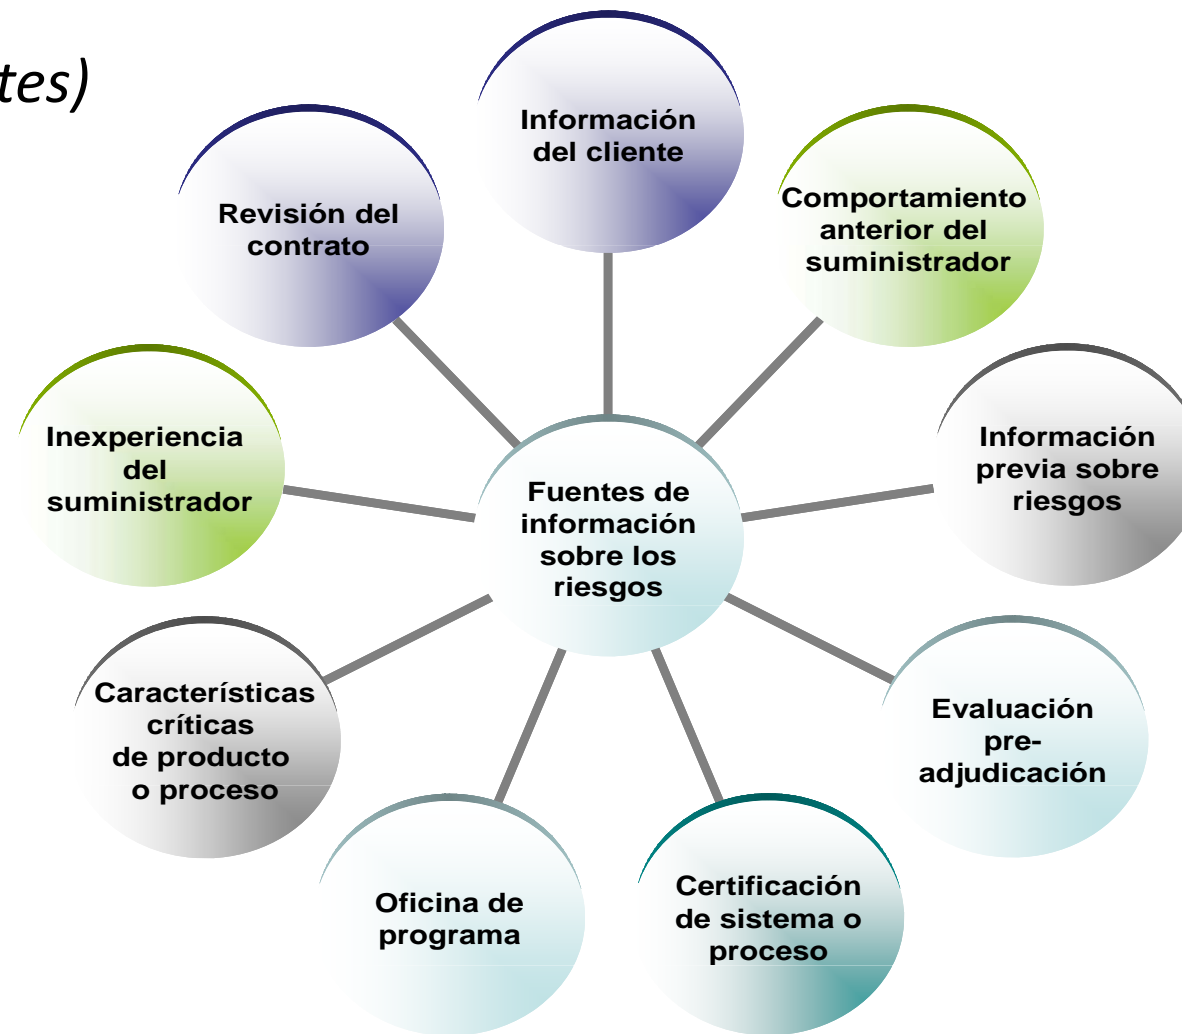 tes)
Información
del cliente
Comportamiento
anterior del
suministrador
Revisión del
contrato
Información
previa sobre
riesgos
Inexperiencia
del
suministrador
Fuentes de
información
sobre los
riesgos
Evaluación
pre-
adjudicación
Características
críticas
de producto
o proceso
Certificación
de sistema o
proceso
Oficina de
programa